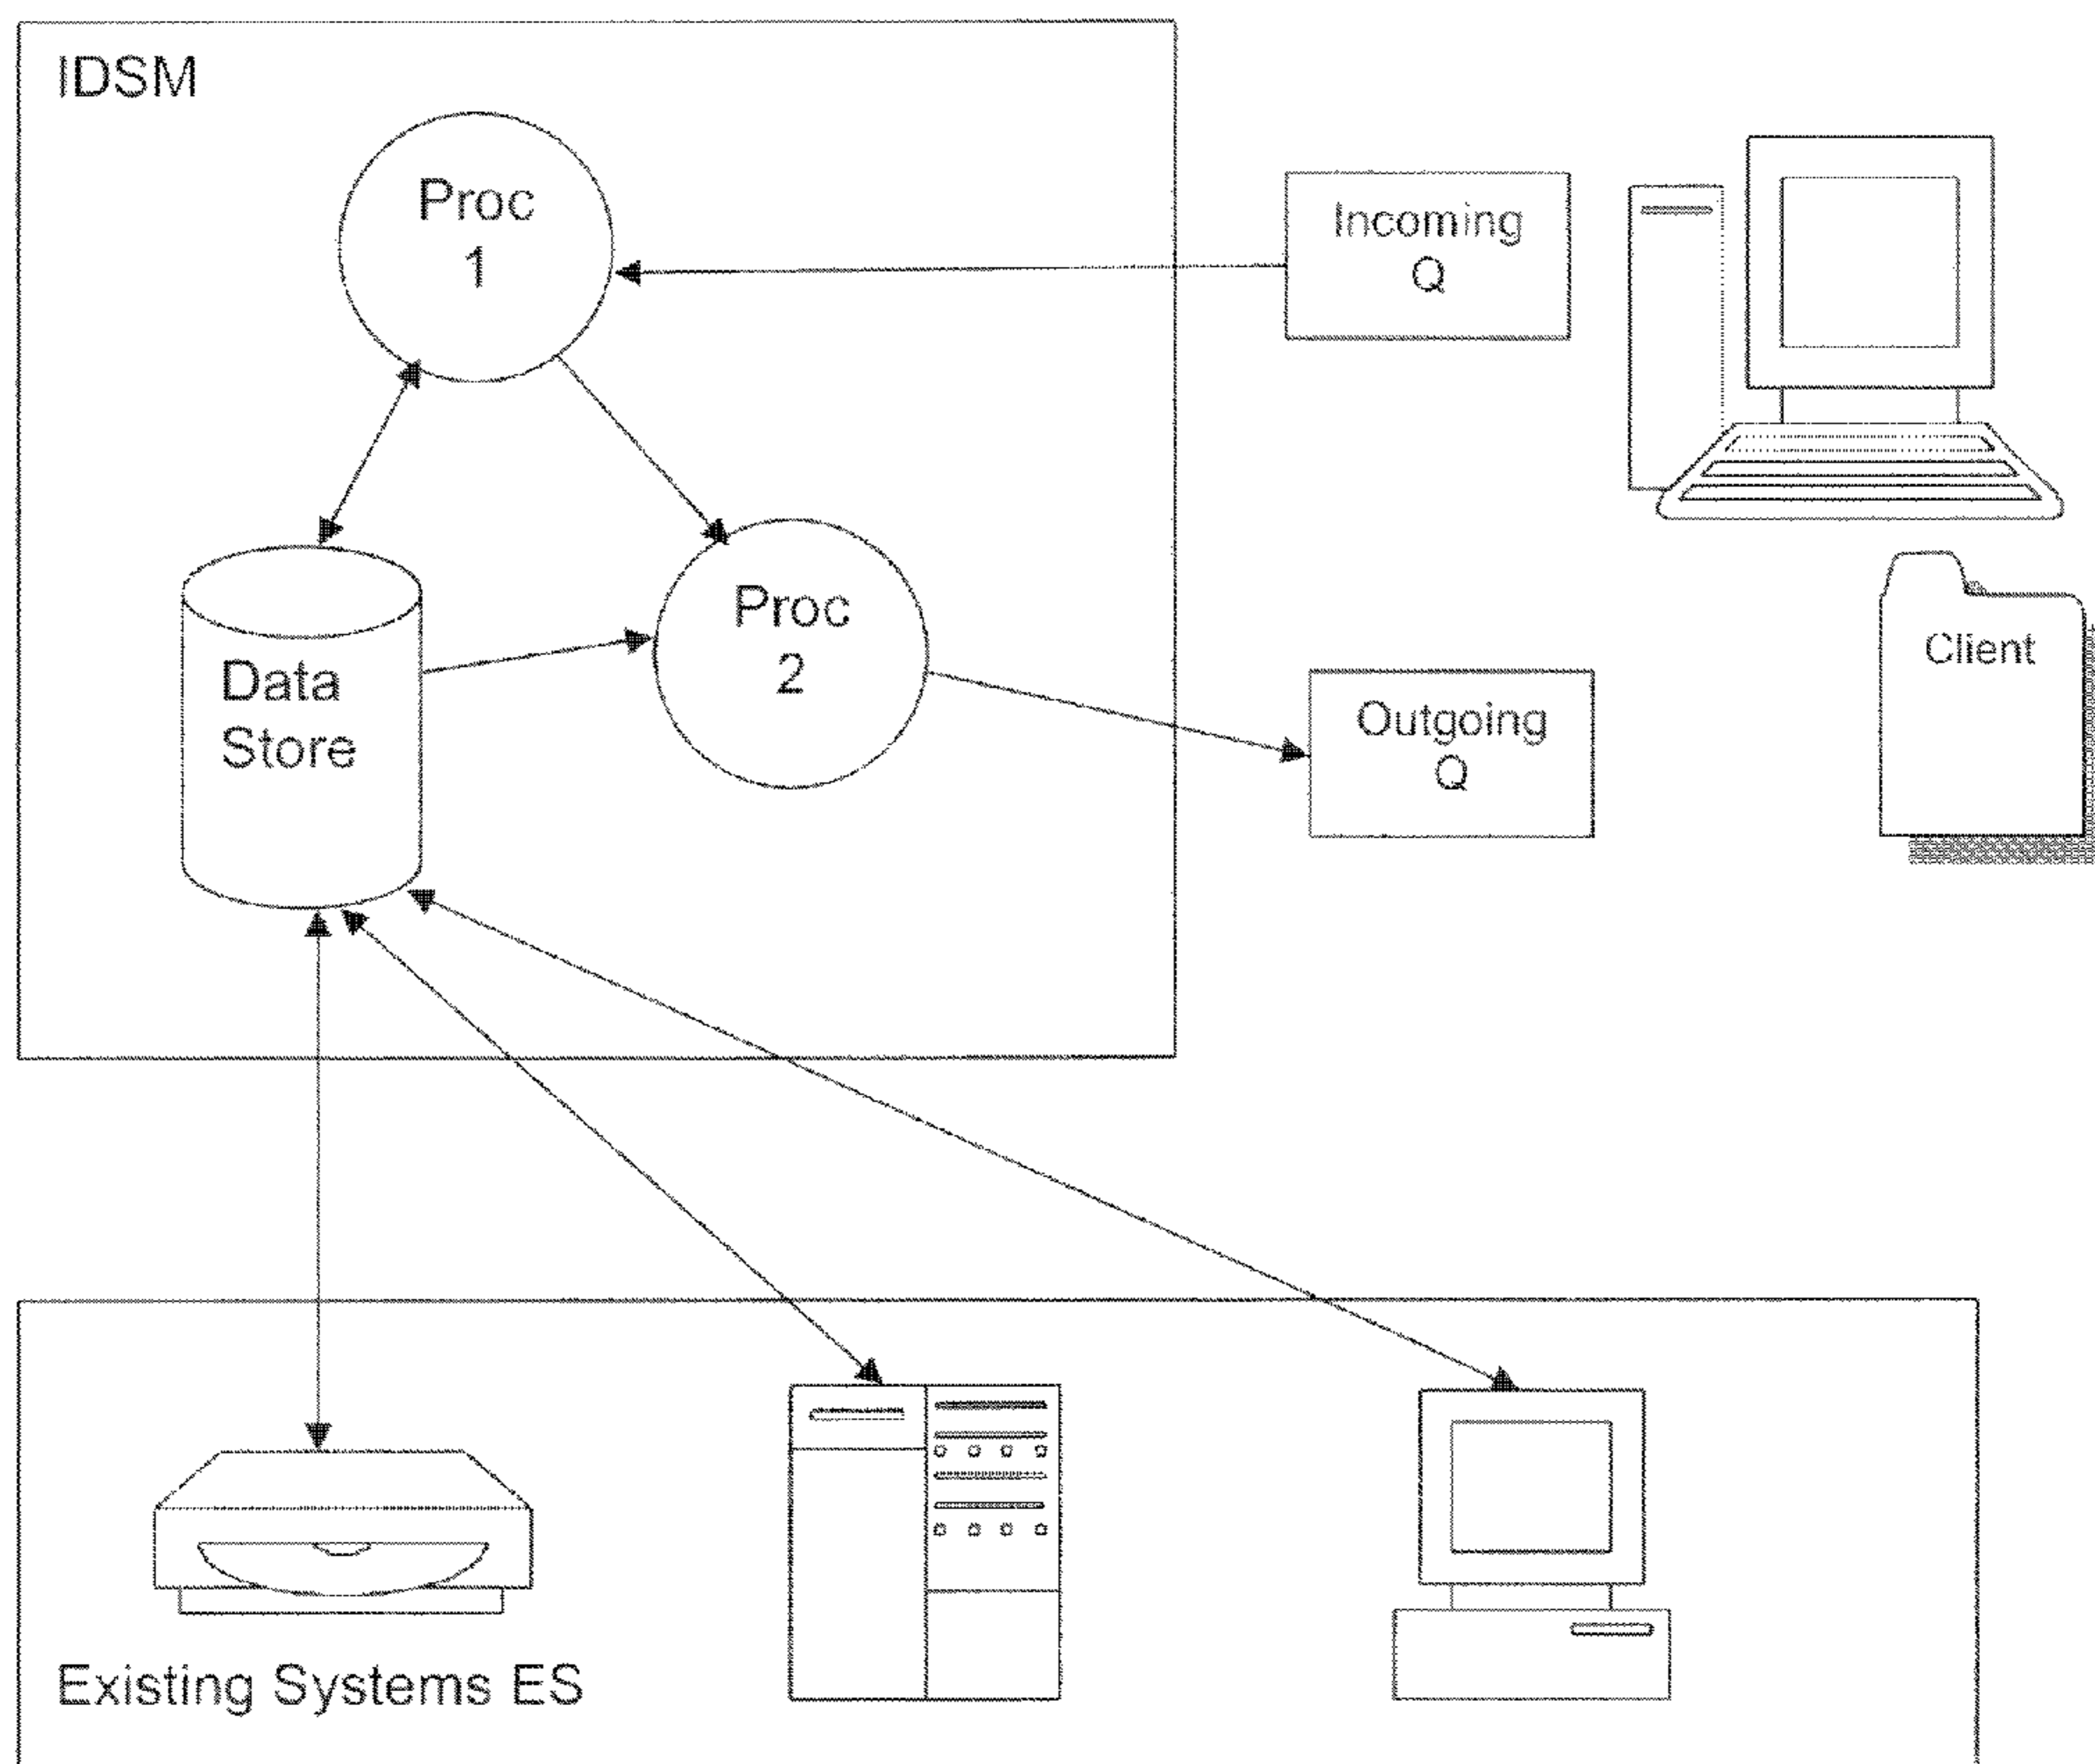 IDSM
Proc
1
Incoming
Q
Proc
2
Client
Data
Store
Outgoing
Q
Existing Systems ES